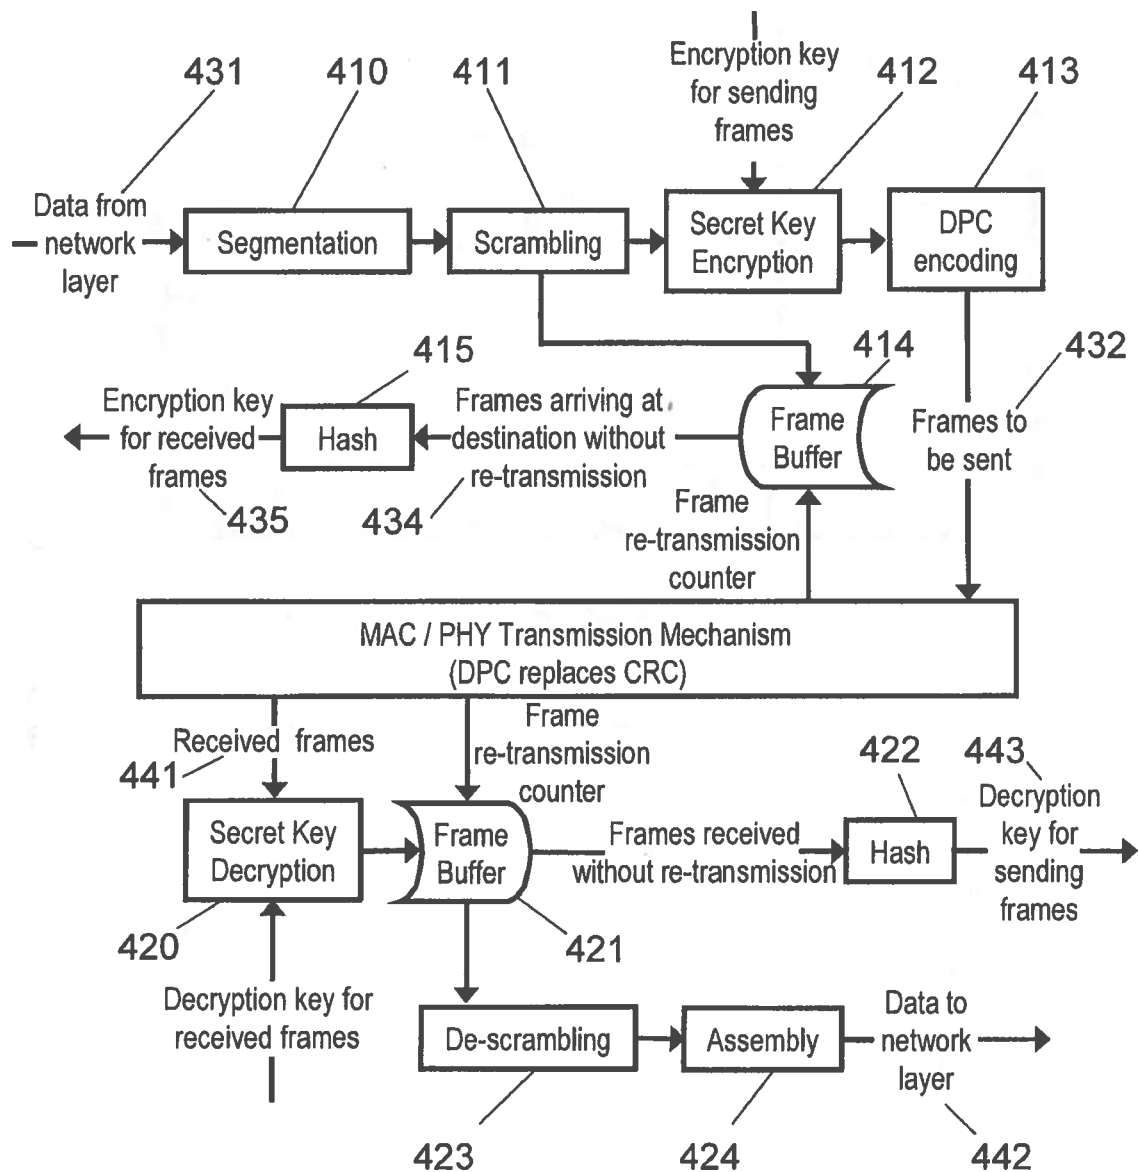 431
410
411
Encryption key
for sending
frames
412
413
Data from
network
layer
Segmentation
Scrambling
Secret Key
Encryption
DPC
encoding
415
414
432
Encryption key
for received
frames
Hash
Frames arriving at
destination without
re-transmission
Frame
Buffer
Frames to
be sent
435
434
Frame
re-transmission
counter
MAC / PHY Transmission Mechanism
(DPC replaces CRC)
Received frames
441
Frame
re-transmission
counter
422
443
Secret Key
Decryption
Frame
Buffer
Frames received
without re-transmission
Hash
Decryption
key for
sending
frames
420
421
Decryption key for
received frames
De-scrambling
Assembly
Data to
network
layer
423
424
442